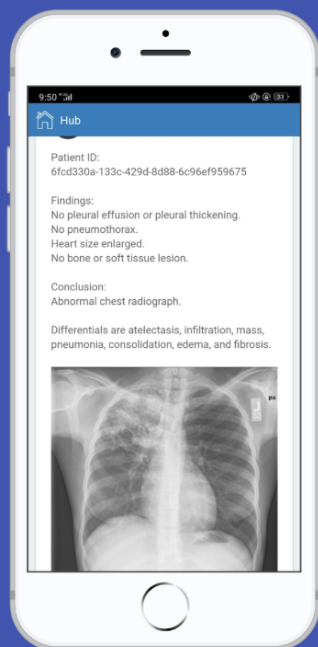 9:50
33
Hub
Patient ID:
6fcd330a-133c-429d-8d88-6c96ef959675
Findings:
No pleural effusion or pleural thickening.
No pneumothorax.
Heart size enlarged.
No bone or soft tissue lesion.
Conclusion:
Abnormal chest radiograph.
Differentials are atelectasis, infiltration, mass,
pneumonia, consolidation, edema, and fibrosis.
L